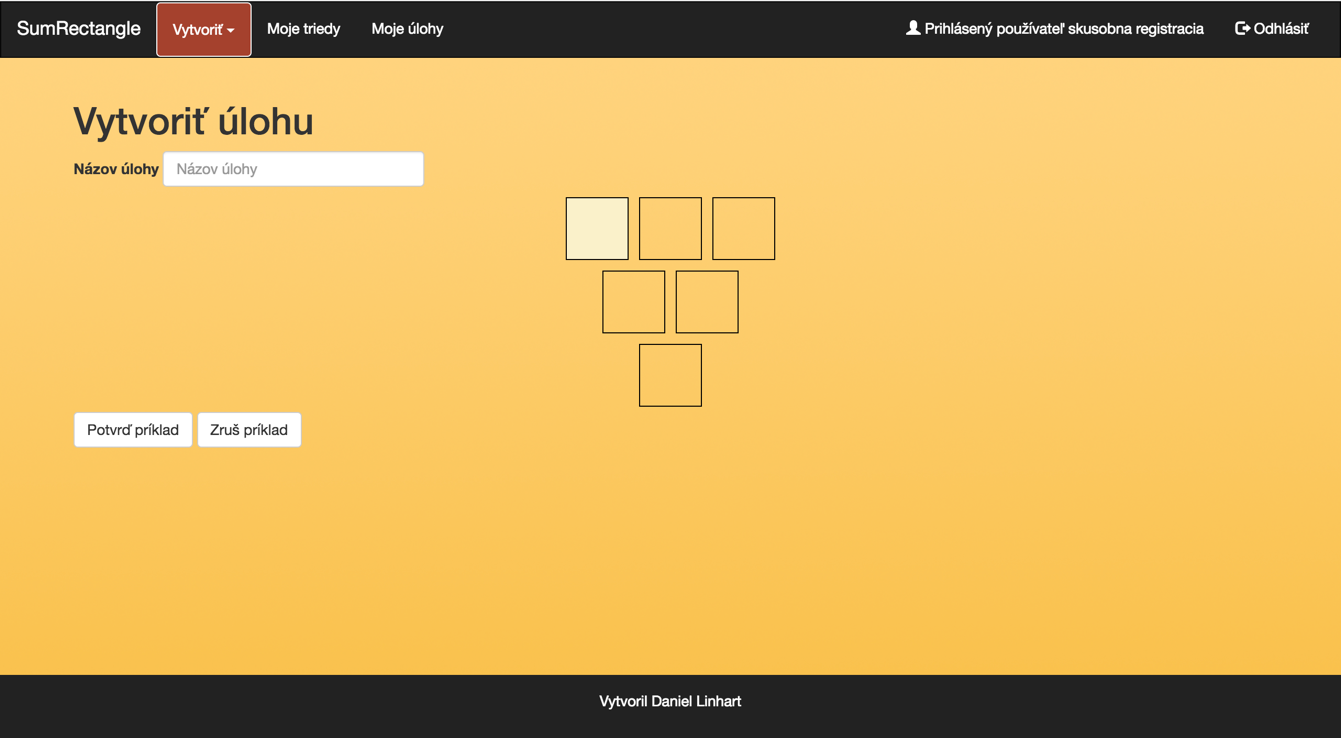 SumRectangle Vytvoriť Moje triedy Moje úlohy Prihlásený používateľ skusobna registracia Odhlásiť
Vytvoriť úlohu
Názov úlohy Názov úlohy
Potvrď príklad Zruš príklad
Vytvoril Daniel Linhart